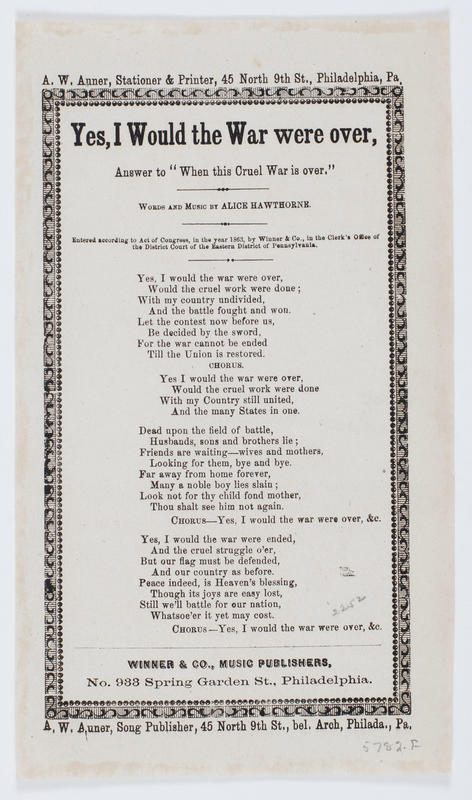 A. W. Auner, Stationer & Printer, 45 North 9th St., Philadelphia, Pa.
Yes, I Would the War were over,
Answer to " When this Cruel War is over."
WORDS AND MUSIC BY ALICE HAWTHORNE.
Entered according to Act of Congress, in the year 1863, by Winner & Co., in the Clerk's Office of
the District Court of the Eastern District of Pennsylvania.
Yes, I would the war were over,
Would the cruel work were done;
With my country undivided,
And the battle fought and won.
Let the contest now before us,
Be decided by the sword,
For the war cannot be ended
Till the Union is restored.
CHORUS.
Yes I would the war were over,
Would the cruel work were done
With my Country still united,
And the many States in one.
Dead upon the field of battle,
Husbands, sons and brothers lie;
Friends are waiting—wives and mothers,
Looking for them, bye and bye.
Far away from home forever,
Many a noble boy lies slain;
Look not for thy child fond mother,
Thou shalt see him not again.
CHORUS—Yes, I would the war were over, &c.
Yes, I would the war were ended,
And the cruel struggle o'er,
But our flag must be defended,
And our country as before.
Peace indeed, is Heaven's blessing,
Though its joys are easy lost,
Still we'll battle for our nation,
Whatsoe'er it yet may cost.
2252
CHORUS—Yes, I would the war were over, &c.
WINNER & CO., MUSIC PUBLISHERS,
No. 933 Spring Garden St., Philadelphia.
A. W. Auner, Song Publisher, 45 North 9th St., bel. Arch, Philada., Pa.
5782.F